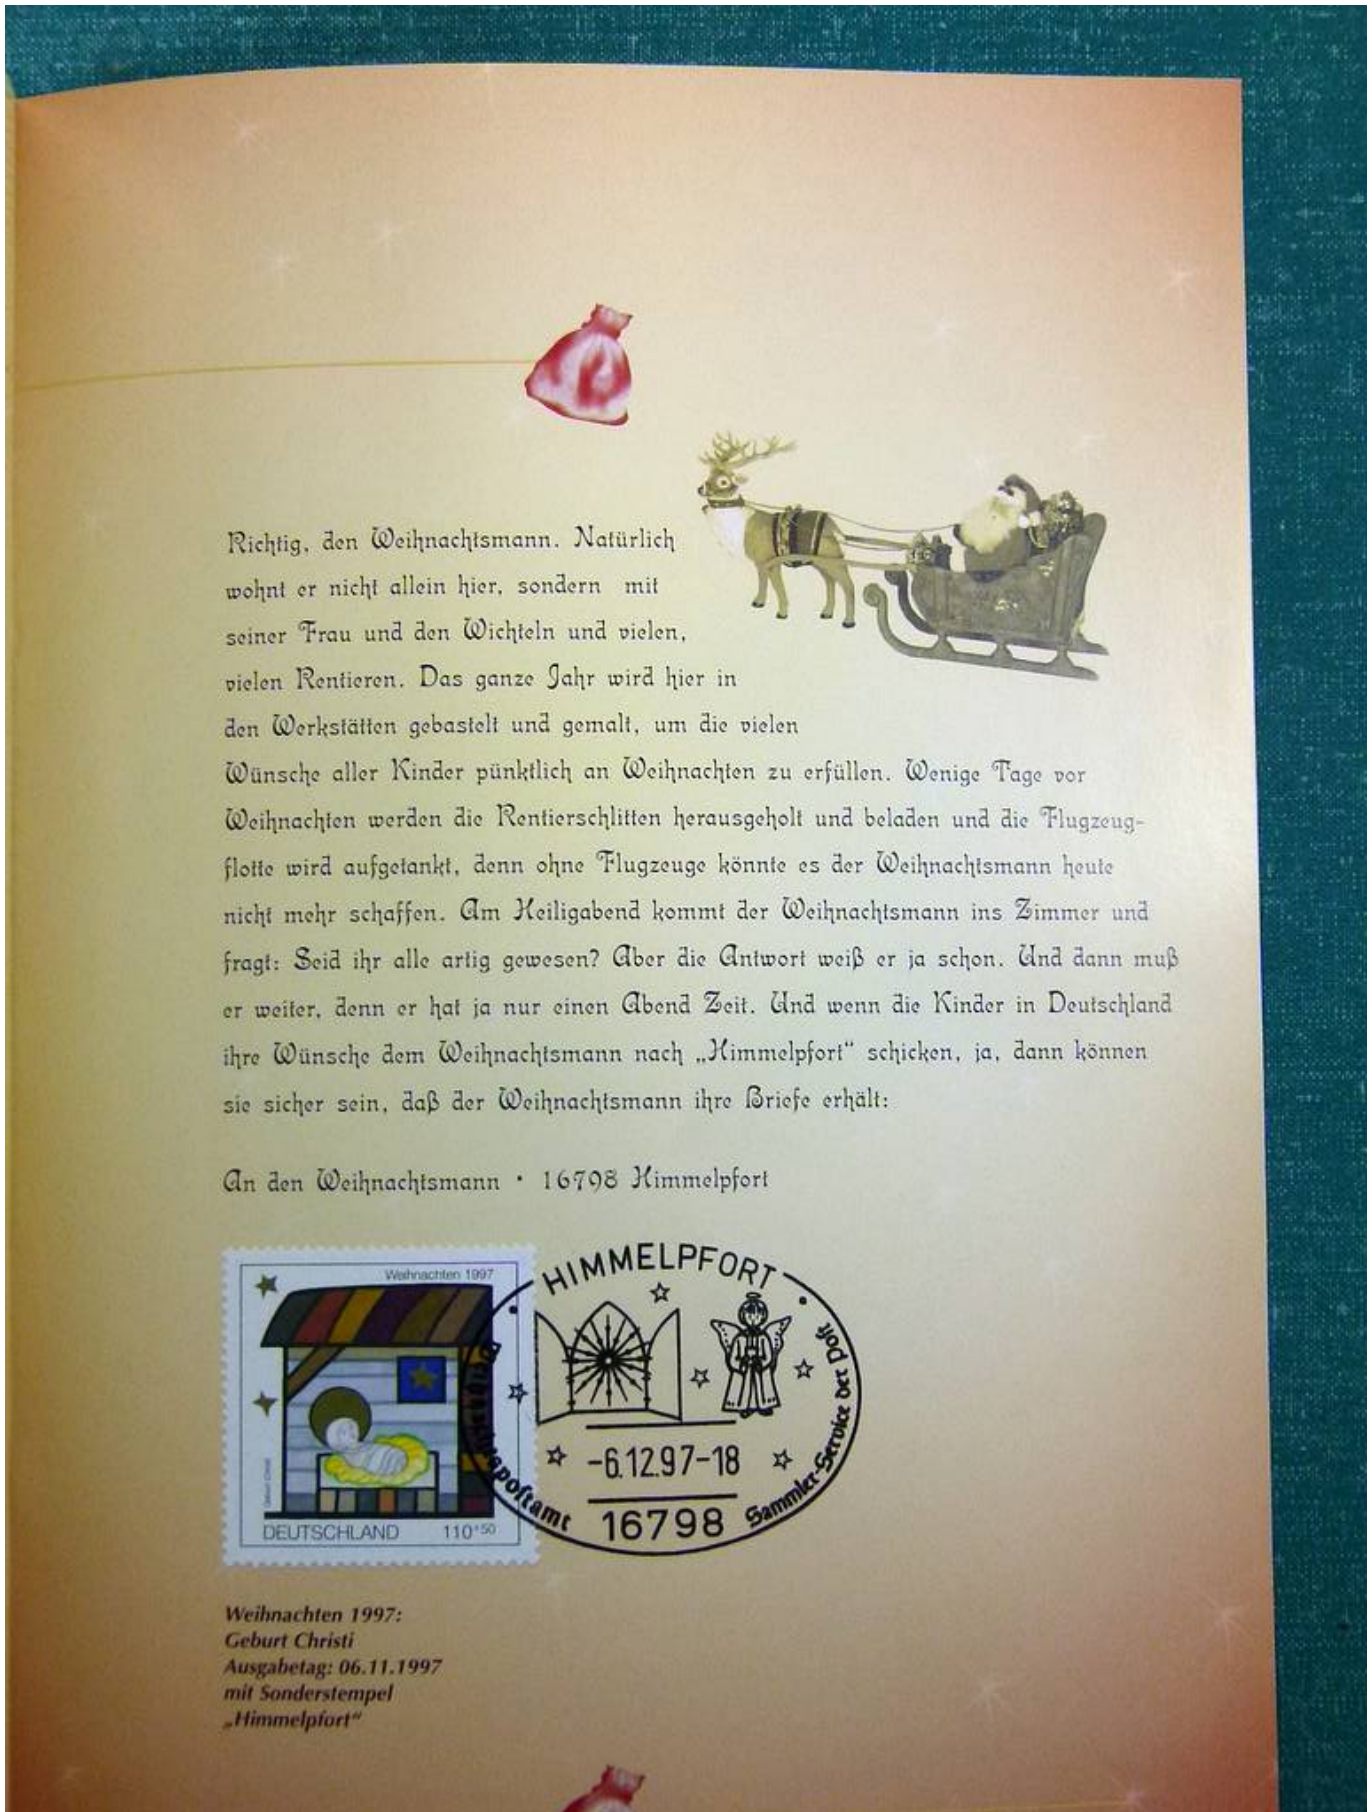 Richtig, den Weihnachtsmann. Natürlich
wohnt er nicht allein hier, sondern mit
seiner Frau und den Wichteln und vielen,
vielen Rentieren. Das ganze Jahr wird hier in
den Werkstätten gebastelt und gemalt, um die vielen
Wünsche aller Kinder pünktlich an Weihnachten zu erfüllen. Wenige Tage vor
Weihnachten werden die Rentierschlitten herausgeholt und beladen und die Flugzeug-
flotte wird aufgetankt, denn ohne Flugzeuge könnte es der Weihnachtsmann heute
nicht mehr schaffen. Am Heiligabend kommt der Weihnachtsmann ins Zimmer und
fragt: Seid ihr alle artig gewesen? Aber die Antwort weiß er ja schon. Und dann muß
er weiter, denn er hat ja nur einen Abend Zeit. Und wenn die Kinder in Deutschland
ihre Wünsche dem Weihnachtsmann nach „Himmelpfort“ schicken, ja, dann können
sie sicher sein, daß der Weihnachtsmann ihre Briefe erhält:
An den Weihnachtsmann · 16798 Himmelpfort
Weihnachten 1997
Geburt Christi
DEUTSCHLAND 110+50
HIMMELPFORT
-6.12.97-18
16798
Sammler-Service der Post
Weihnachten 1997:
Geburt Christi
Ausgabetag: 06.11.1997
mit Sonderstempel
„Himmelpfort“